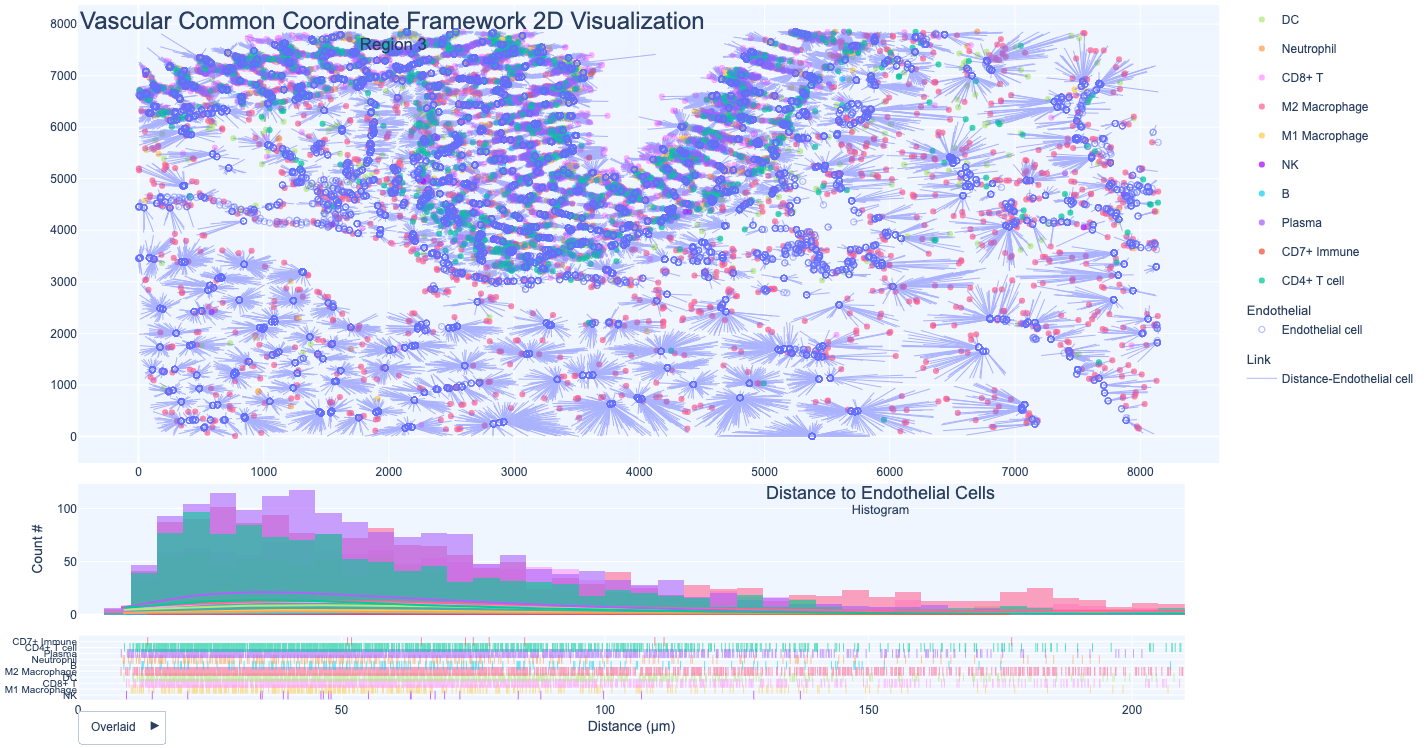 Vascular Common Coordinate Framework 2D Visualization
Region 3
8000
7000
6000
5000
4000
3000
2000
1000
0
0 1000 2000 3000 4000 5000 6000 7000 8000
DC
Neutrophil
CD8+ T
M2 Macrophage
M1 Macrophage
NK
B
Plasma
CD7+ Immune
CD4+ T cell
Endothelial
Endothelial cell
Link
Distance-Endothelial cell
Distance to Endothelial Cells
Histogram
Count #
100
50
0
CD7+ Immune
CD4+ T cell
Plasma
Neutrophil
B
M2 Macrophage
DC
CD8+ T
M1 Macrophage
NK
0 50 100 150 200
Distance (µm)
Overlaid ►